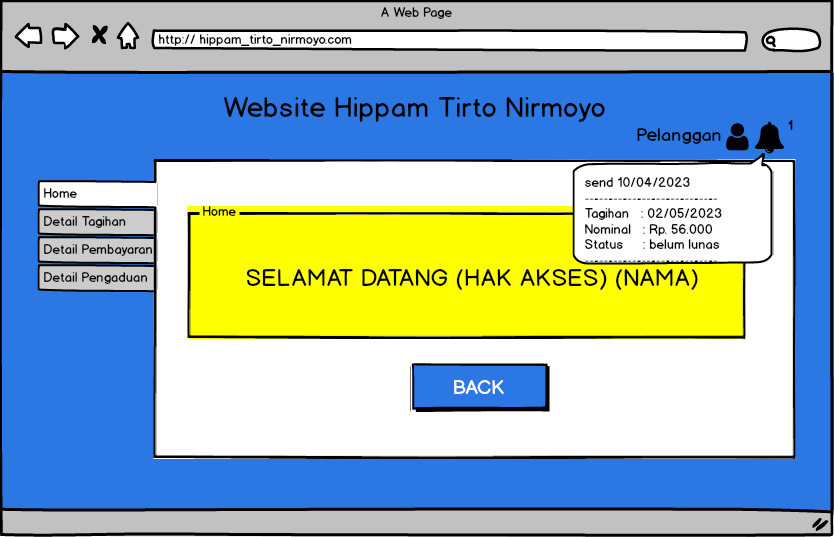 A Web Page
http:// hippam_tirto_nirmoyo.com
Website Hippam Tirto Nirmoyo
Pelanggan
1
send 10/04/2023
------------------------------
Tagihan : 02/05/2023
Nominal : Rp. 56.000
Status : belum lunas
------------------------------
Home
Detail Tagihan
Detail Pembayaran
Detail Pengaduan
Home
SELAMAT DATANG (HAK AKSES) (NAMA)
BACK